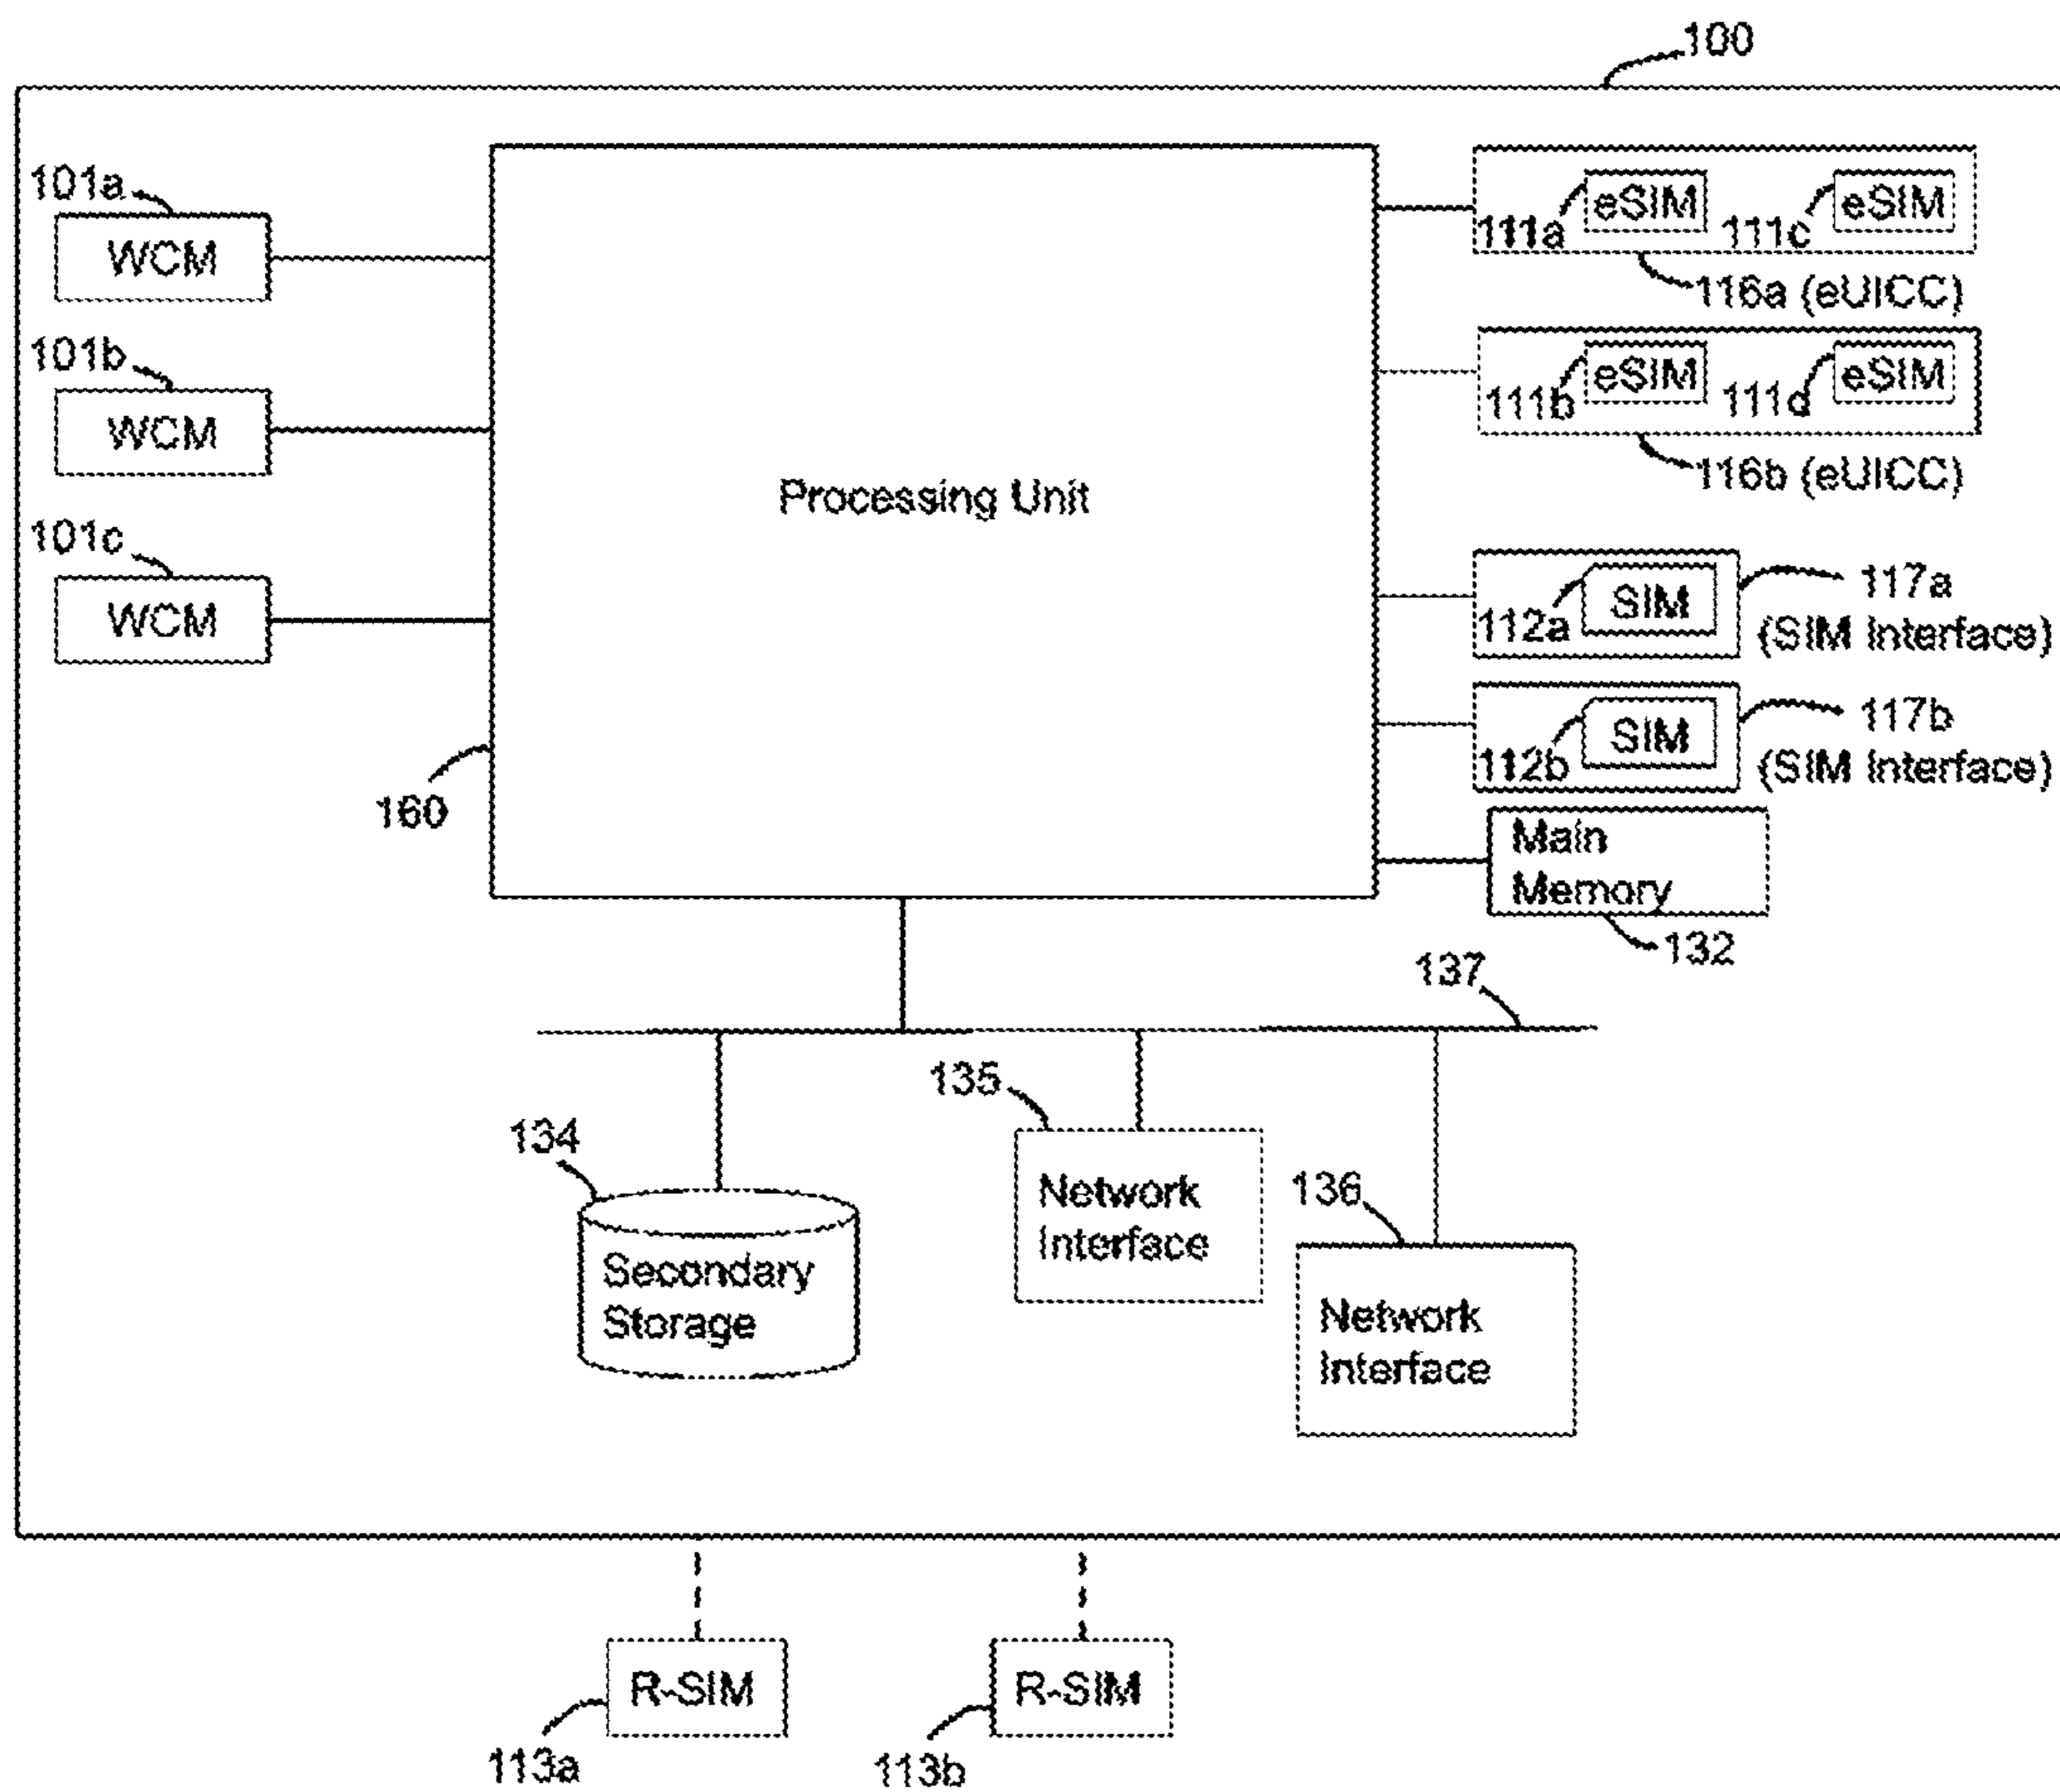 100
101a
WCM
101b
WCM
101c
WCM
Processing Unit
160
eSIM
eSIM
111a
111c
116a (eUICC)
eSIM
eSIM
111b
111d
116b (eUICC)
SIM
112a
117a
(SIM Interface)
SIM
112b
117b
(SIM Interface)
Main
Memory
132
137
135
134
Network
Interface
136
Secondary
Storage
Network
Interface
R-SIM
R-SIM
113a
113b